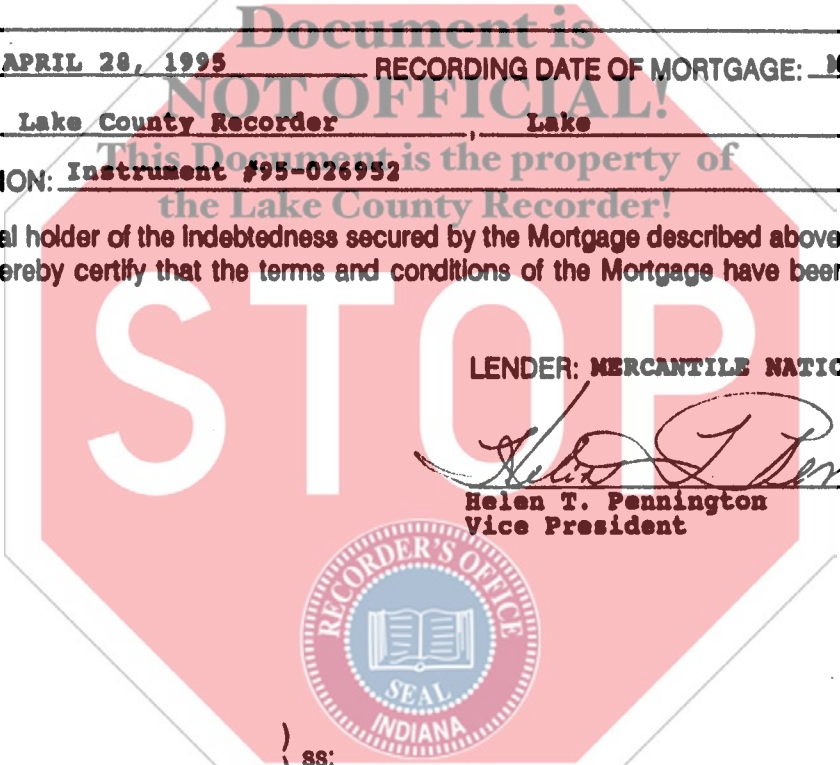 Document is
APRIL 28, 1995 RECORDING DATE OF MORTGAGE:
NOT OFFICIAL!
Lake County Recorder , Lake
This Document is the property of
ION: Instrument #95-026952
the Lake County Recorder!
al holder of the indebtedness secured by the Mortgage described above
ereby certify that the terms and conditions of the Mortgage have been
STOP
LENDER: MERCANTILE NATIO
Helen T. Pennington
Vice President
RECORDER'S OFFICE
SEAL
INDIANA
)
) ss: